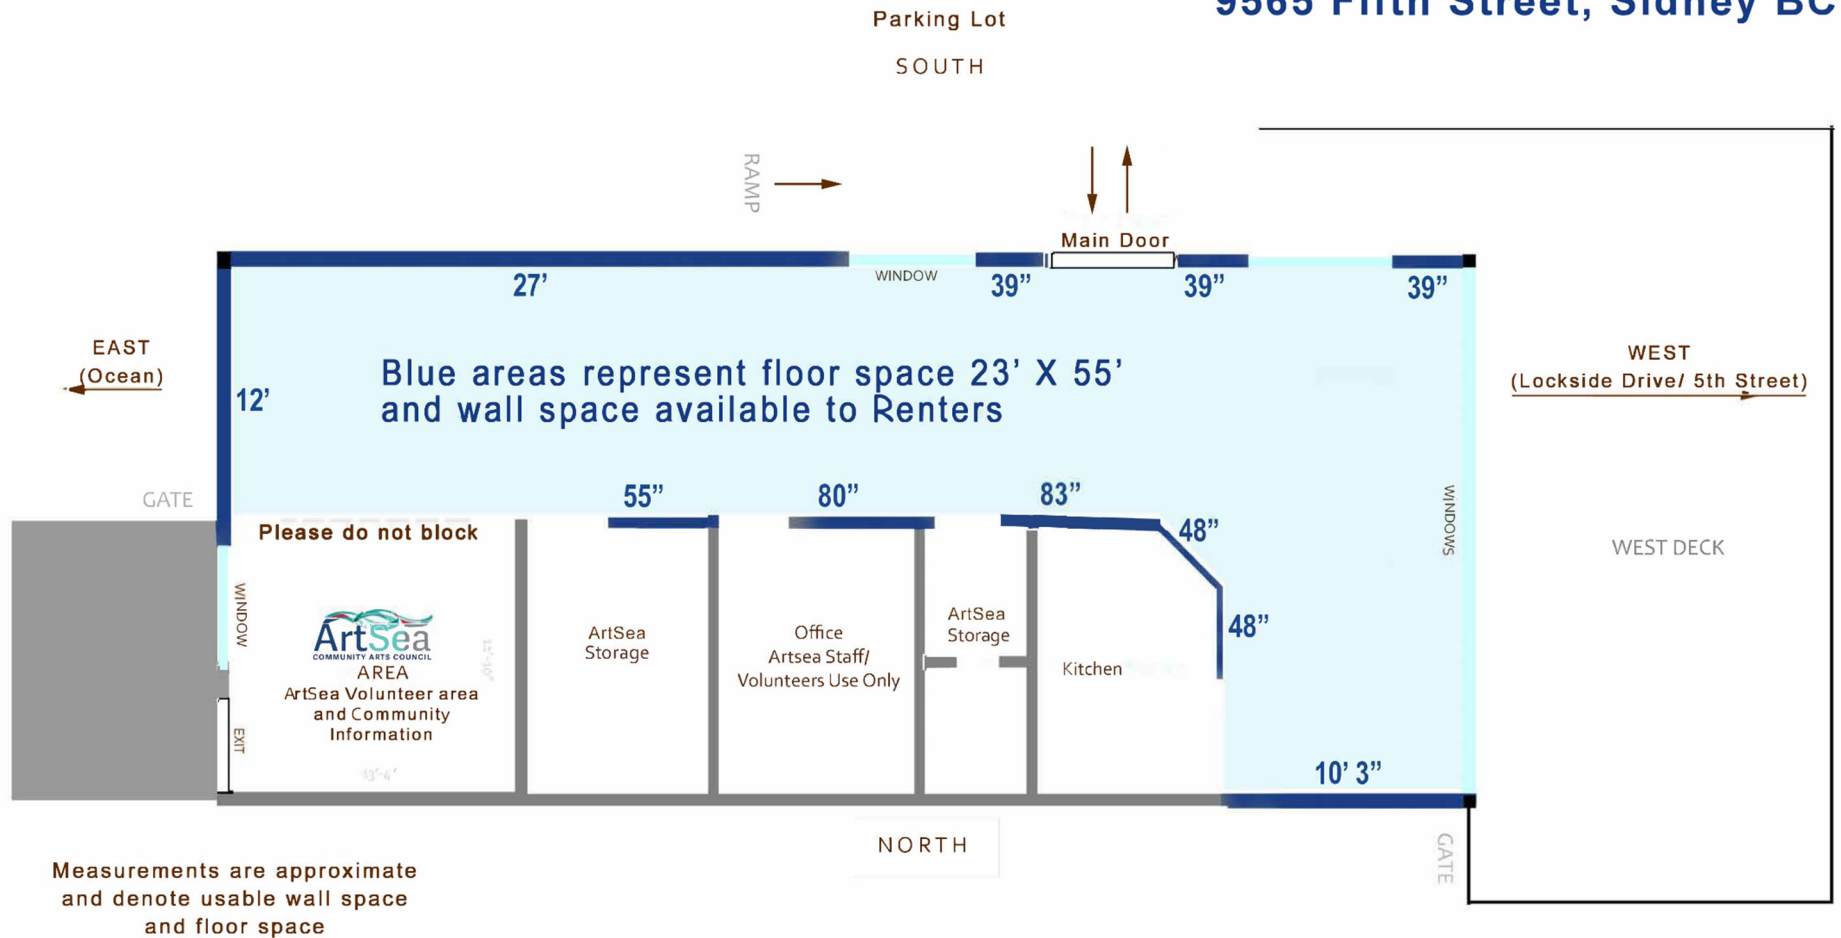 9565 Fifth Street, Sidney BC
Parking Lot
SOUTH
RAMP
Main Door
WINDOW
27’
39”
39”
39”
EAST
(Ocean)
12’
Blue areas represent floor space 23’ X 55’
and wall space available to Renters
WEST
(Lockside Drive/ 5th Street)
GATE
55”
80”
83”
48”
48”
WINDOWS
WEST DECK
Please do not block
WINDOW
ArtSea
COMMUNITY ARTS COUNCIL
AREA
ArtSea Volunteer area
and Community
Information
EXIT
13'-4"
ArtSea
Storage
Office
Artsea Staff/
Volunteers Use Only
ArtSea
Storage
Kitchen
10’ 3”
NORTH
GATE
Measurements are approximate
and denote usable wall space
and floor space